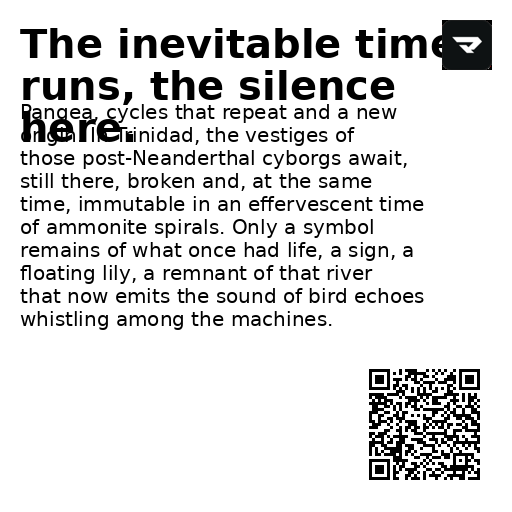 The inevitable time
runs, the silence
here.
Pangea, cycles that repeat and a new
origin. In Trinidad, the vestiges of
those post-Neanderthal cyborgs await,
still there, broken and, at the same
time, immutable in an effervescent time
of ammonite spirals. Only a symbol
remains of what once had life, a sign, a
floating lily, a remnant of that river
that now emits the sound of bird echoes
whistling among the machines.